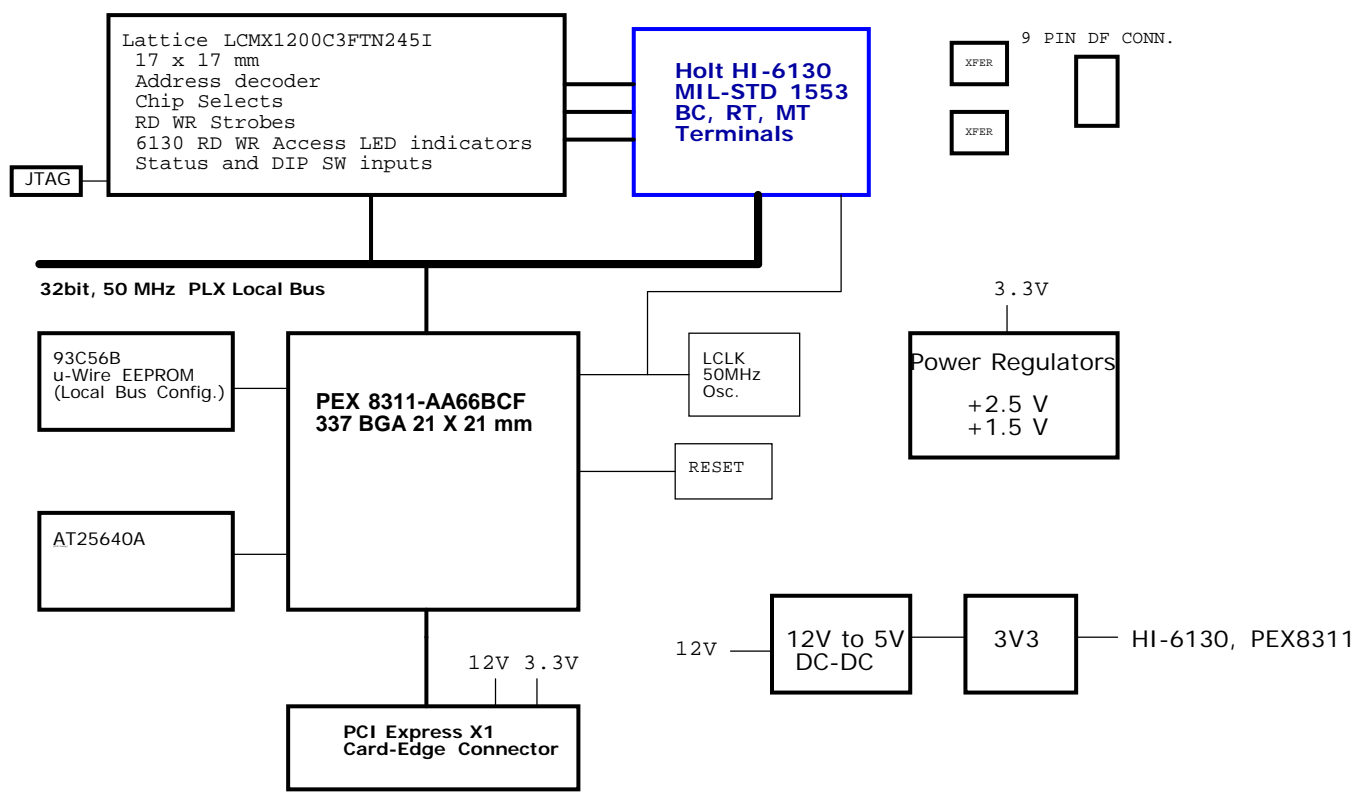 Lattice LCMX1200C3FTN245I
17 x 17 mm
Address decoder
Chip Selects
RD WR Strobes
6130 RD WR Access LED indicators
Status and DIP SW inputs
JTAG
Holt HI-6130
MIL-STD 1553
BC, RT, MT
Terminals
9 PIN DF CONN.
XFER
XFER
32bit, 50 MHz PLX Local Bus
93C56B
u-Wire EEPROM
(Local Bus Config.)
PEX 8311-AA66BCF
337 BGA 21 X 21 mm
LCLK
50MHz
Osc.
RESET
3.3V
Power Regulators
+2.5 V
+1.5 V
AT25640A
12V 3.3V
PCI Express X1
Card-Edge Connector
12V
12V to 5V
DC-DC
3V3
HI-6130, PEX8311